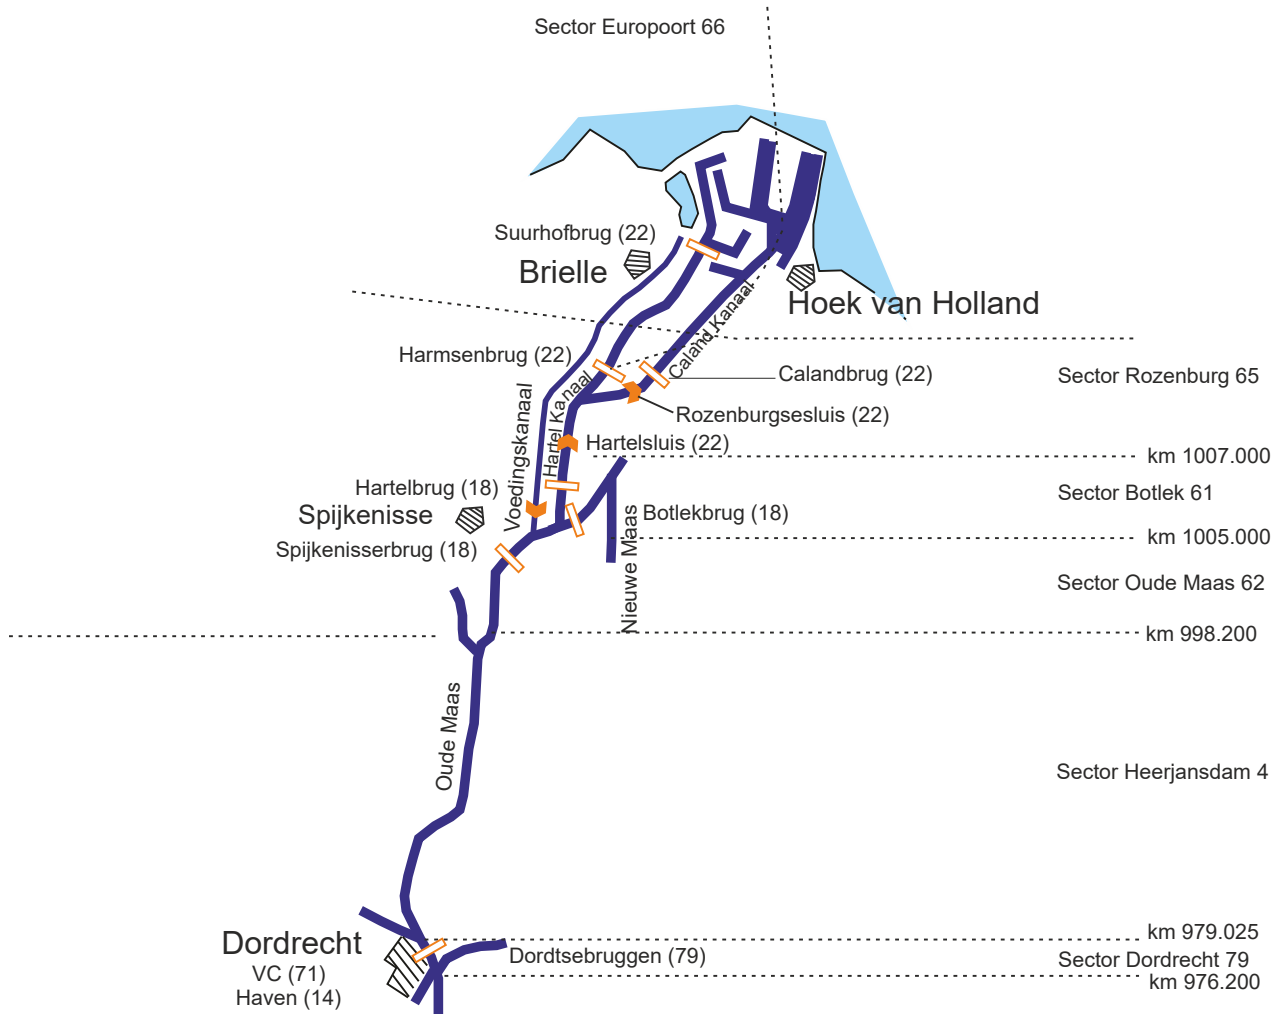 Sector Europoort 66
Suurhofbrug (22)
Brielle
Hoek van Holland
Harmsenbrug (22)
Caland Kanaal
Calandbrug (22)
Sector Rozenburg 65
Rozenburgsesluis (22)
Voedingskanaal
Hartel Kanaal
Hartelsluis (22)
km 1007.000
Hartelbrug (18)
Sector Botlek 61
Spijkenisse
Botlekbrug (18)
Spijkenisserbrug (18)
km 1005.000
Nieuwe Maas
Sector Oude Maas 62
km 998.200
Oude Maas
Sector Heerjansdam 4
Dordrecht
km 979.025
Dordtsebruggen (79)
Sector Dordrecht 79
VC (71)
km 976.200
Haven (14)